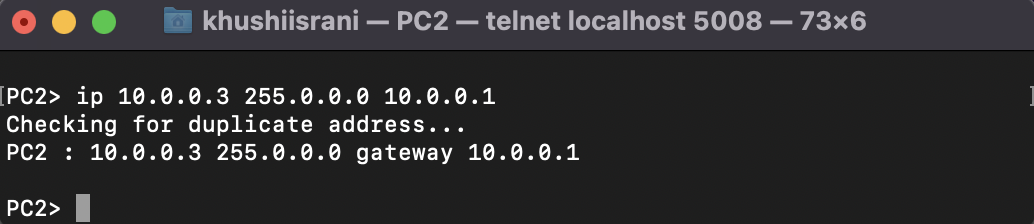 khushiisrani — PC2 — telnet localhost 5008 — 73×6
[PC2> ip 10.0.0.3 255.0.0.0 10.0.0.1 ]
Checking for duplicate address...
PC2 : 10.0.0.3 255.0.0.0 gateway 10.0.0.1
PC2>